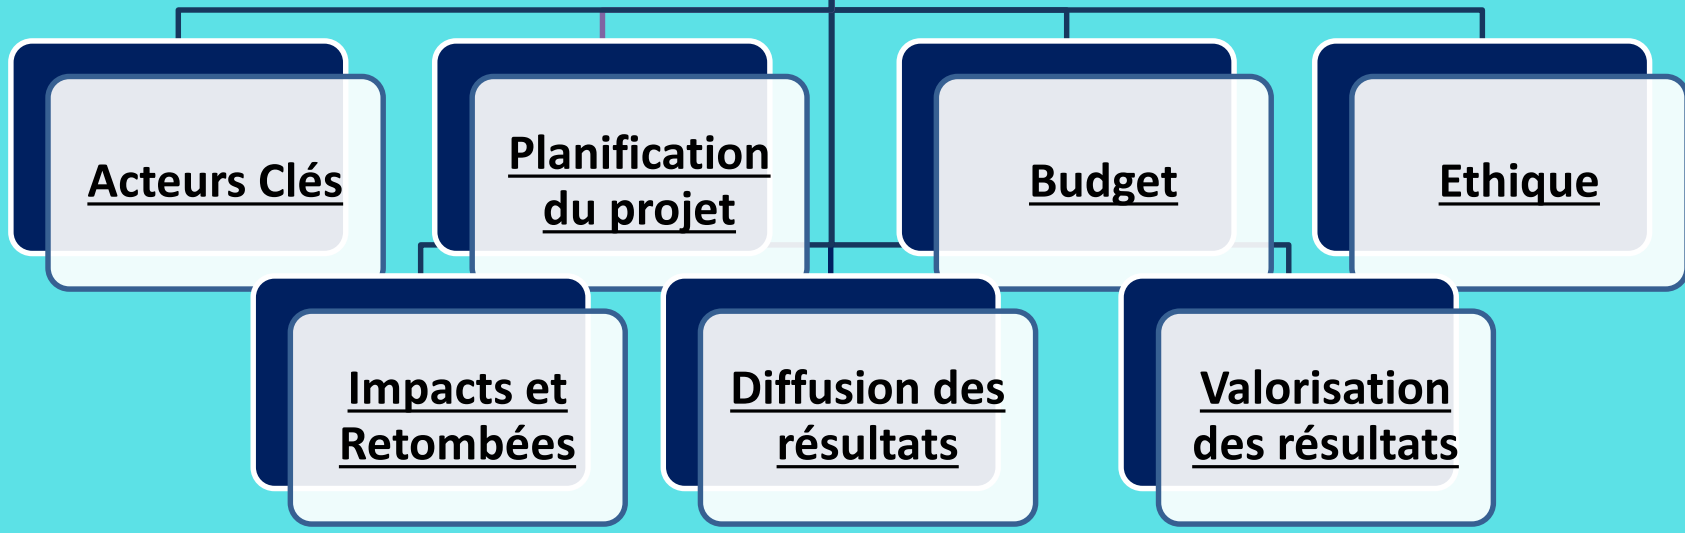 Acteurs Clés
Planification
du projet
Budget
Ethique
Impacts et
Retombées
Diffusion des
résultats
Valorisation
des résultats